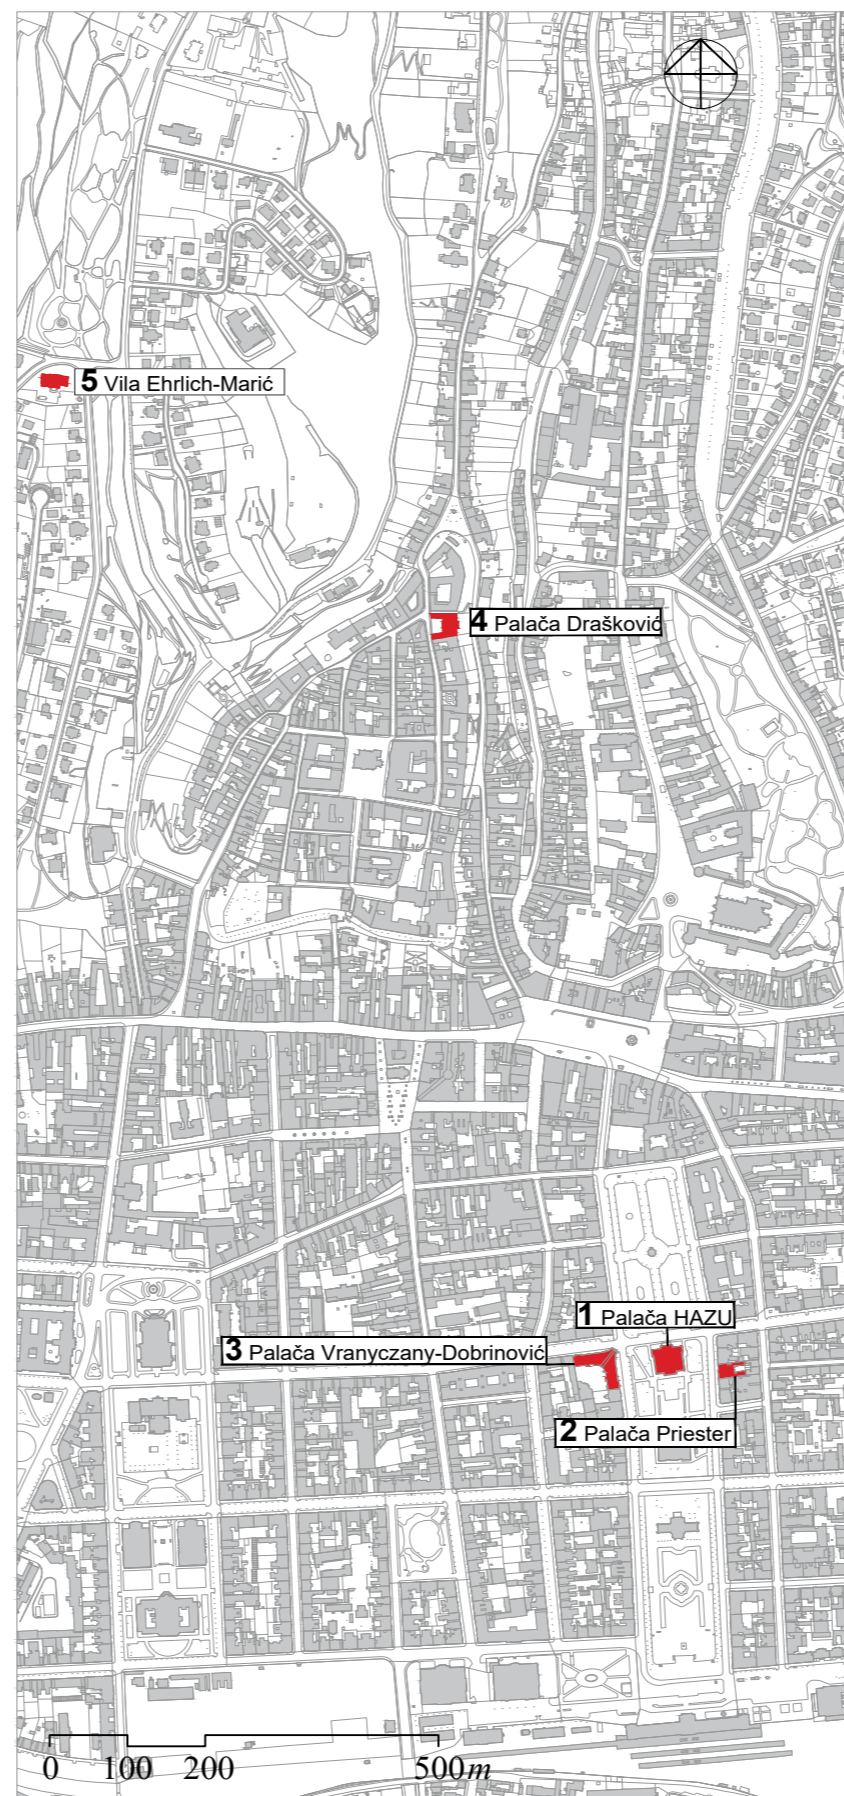 5 Vila Ehrlich-Marić
4 Palača Drašković
1 Palača HAZU
3 Palača Vranyczany-Dobrinović
2 Palača Priester
0 100 200 500m